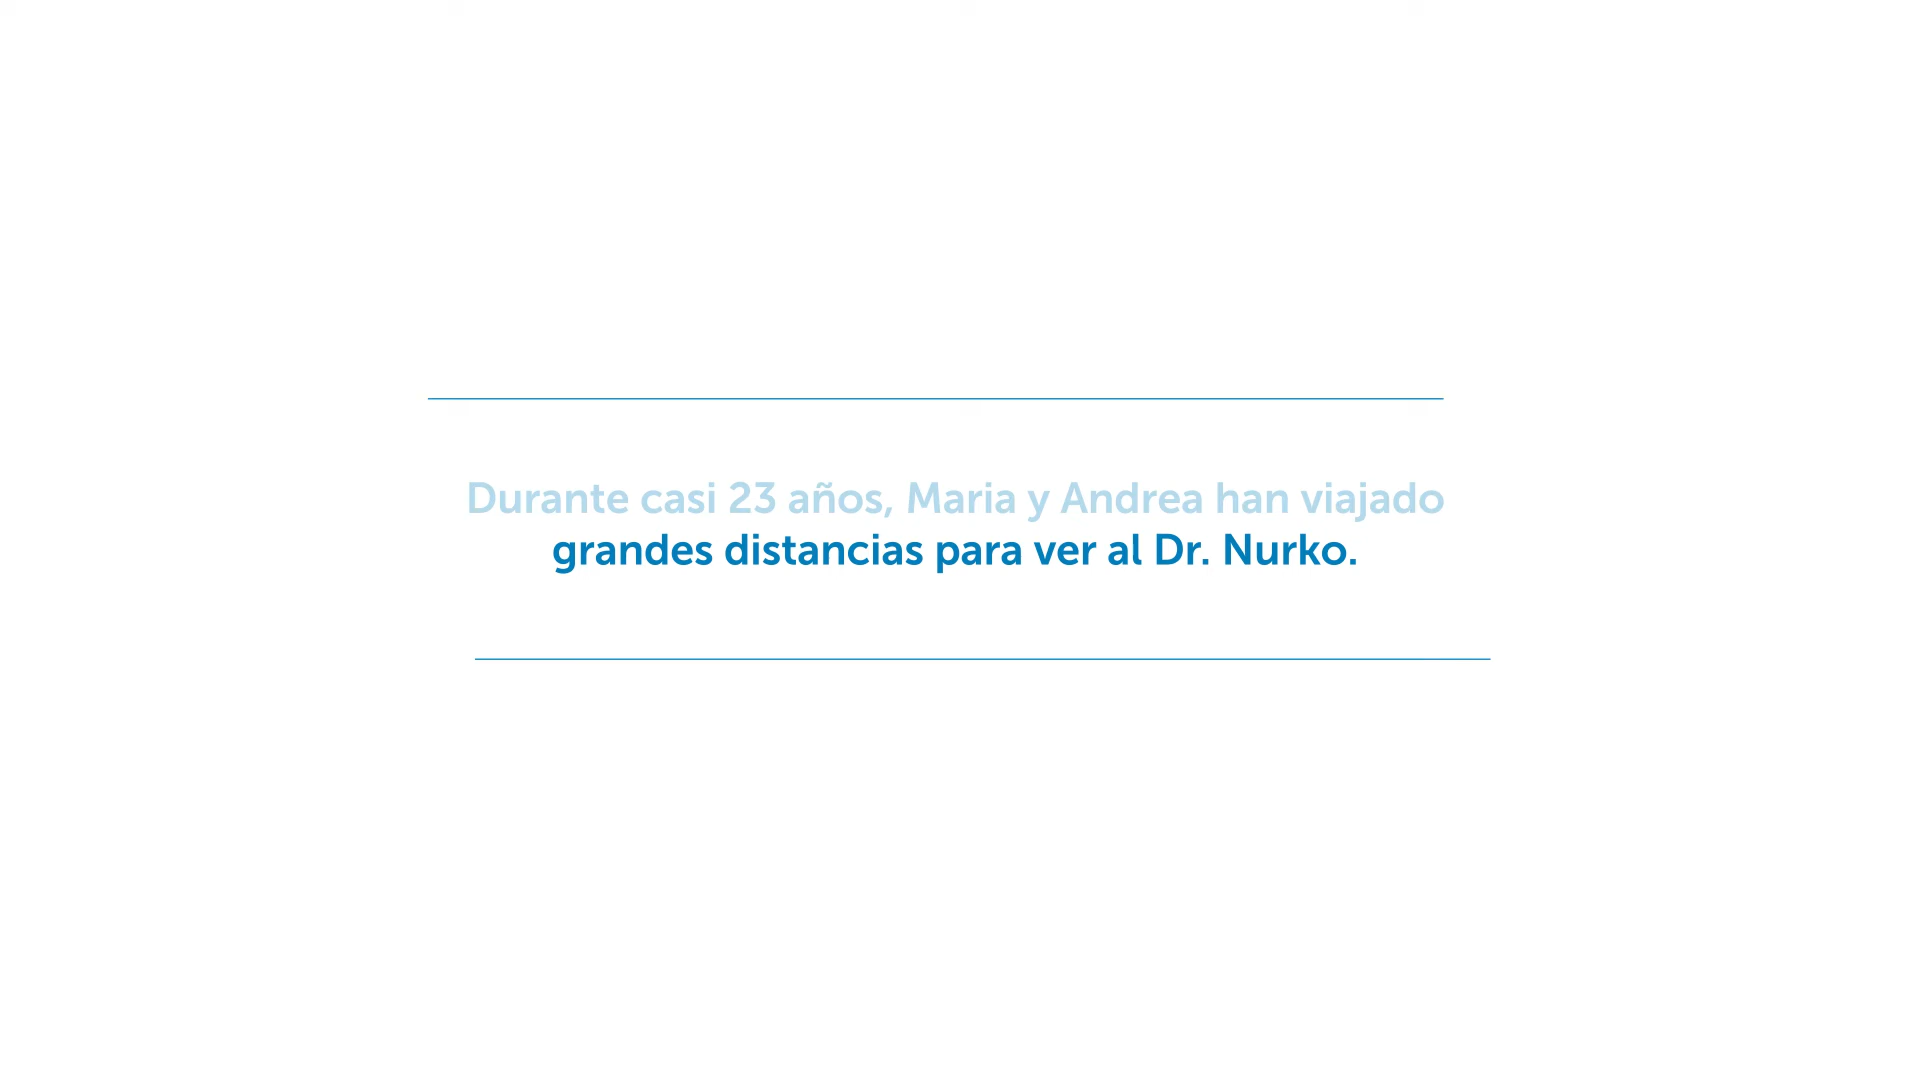 Durante casi 23 años, Maria y Andrea han viajado
grandes distancias para ver al Dr. Nurko.